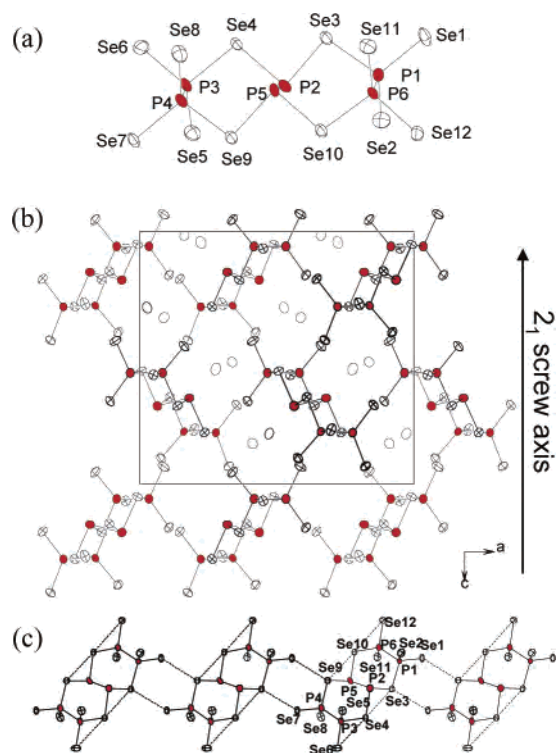 (a)
Se8 Se4 Se3 Se11 Se1
Se6
P3 P2 P1
P4 P5 P6
Se7 Se5 Se9 Se10 Se2 Se12
(b)
2₁ screw axis
a
c
(c)
Se12
Se10 P6 Se2 Se1
Se9 Se11 P1
P5 P2
P4 Se5 Se3
Se7 Se8 P3 Se4
Se6